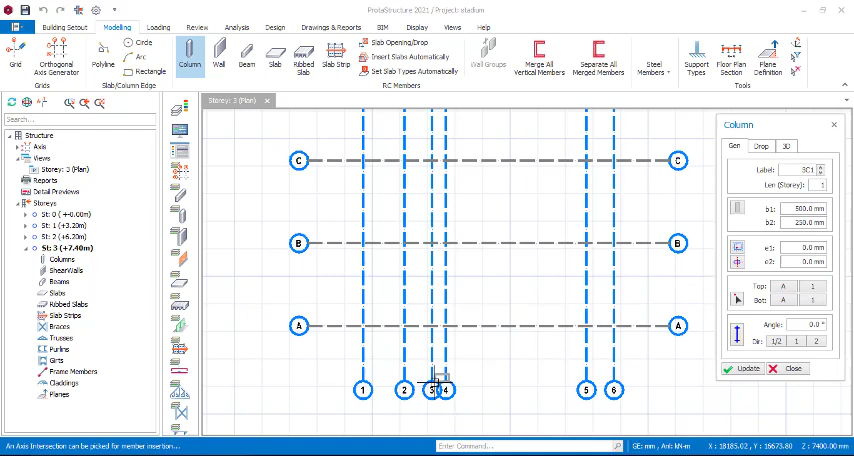 ProtaStructure 2021 / Project: stadium
Building Setout Modelling Loading Review Analysis Design Drawings & Reports BIM Display Views Help
Grid
Orthogonal
Axis Generator
Grids
Polyline
Circle
Arc
Rectangle
Slab/Column Edge
Column
Wall
Beam
Slab
Ribbed
Slab
Slab Strip
Slab Opening/Drop
Insert Slabs Automatically
Set Slab Types Automatically
RC Members
Wall Groups
Merge All
Vertical Members
Separate All
Merged Members
Steel
Members
Support
Types
Floor Plan
Section
Plane
Definition
Tools
Search...
Structure
Axis
Views
Storey: 3 (Plan)
Reports
Detail Previews
Storeys
St: 0 ( +-0.00m)
St: 1 (+3.20m)
St: 2 (+6.20m)
St: 3 (+7.40m)
Columns
ShearWalls
Beams
Slabs
Ribbed Slabs
Slab Strips
Braces
Trusses
Purlins
Girts
Frame Members
Claddings
Planes
Storey: 3 (Plan)
C C
B B
A A
1 2 3 4 5 6
Column
Gen Drop 3D
Label: 3C1
Len (Storey): 1
b1: 500.0 mm
b2: 250.0 mm
e1: 0.0 mm
e2: 0.0 mm
Top: A 1
Bot: A 1
Angle: 0.0 °
Dir: 1/2 1 2
Update Close
An Axis Intersection can be picked for member insertion...
Enter Command...
GE: mm , Anl: kN-m
X : 18185.02 , Y : 16673.80
Z : 7400.00 mm